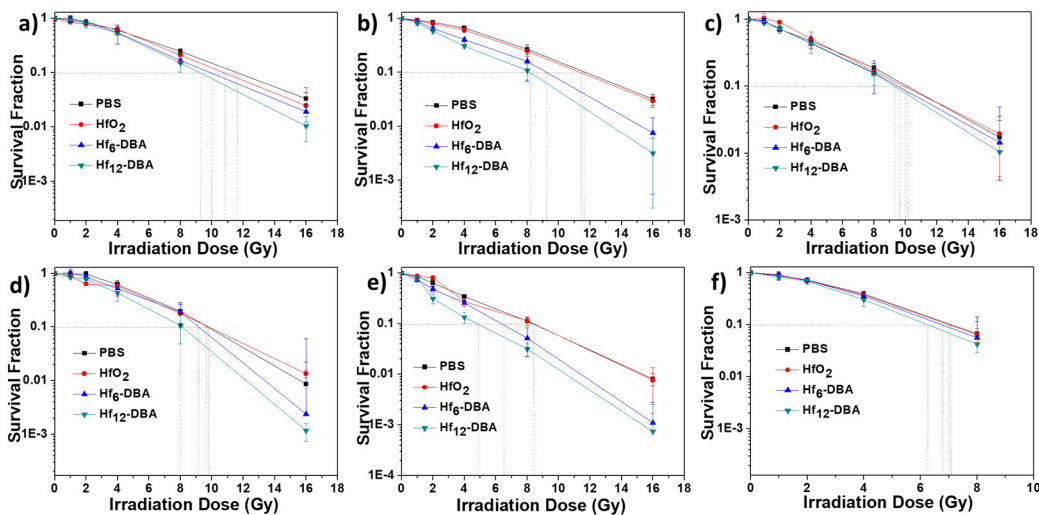 a)
Survival Fraction
1
0.1
0.01
1E-3
PBS
HfO2
Hf6-DBA
Hf12-DBA
0 2 4 6 8 10 12 14 16 18
Irradiation Dose (Gy)
b)
Survival Fraction
1
0.1
0.01
1E-3
PBS
HfO2
Hf6-DBA
Hf12-DBA
0 2 4 6 8 10 12 14 16 18
Irradiation Dose (Gy)
c)
Survival Fraction
1
0.1
0.01
1E-3
PBS
HfO2
Hf6-DBA
Hf12-DBA
0 2 4 6 8 10 12 14 16 18
Irradiation Dose (Gy)
d)
Survival Fraction
1
0.1
0.01
1E-3
PBS
HfO2
Hf6-DBA
Hf12-DBA
0 2 4 6 8 10 12 14 16 18
Irradiation Dose (Gy)
e)
Survival Fraction
1
0.1
0.01
1E-3
1E-4
PBS
HfO2
Hf6-DBA
Hf12-DBA
0 2 4 6 8 10 12 14 16 18
Irradiation Dose (Gy)
f)
Survival Fraction
1
0.1
0.01
PBS
HfO2
Hf6-DBA
Hf12-DBA
0 2 4 6 8 10
Irradiation Dose (Gy)